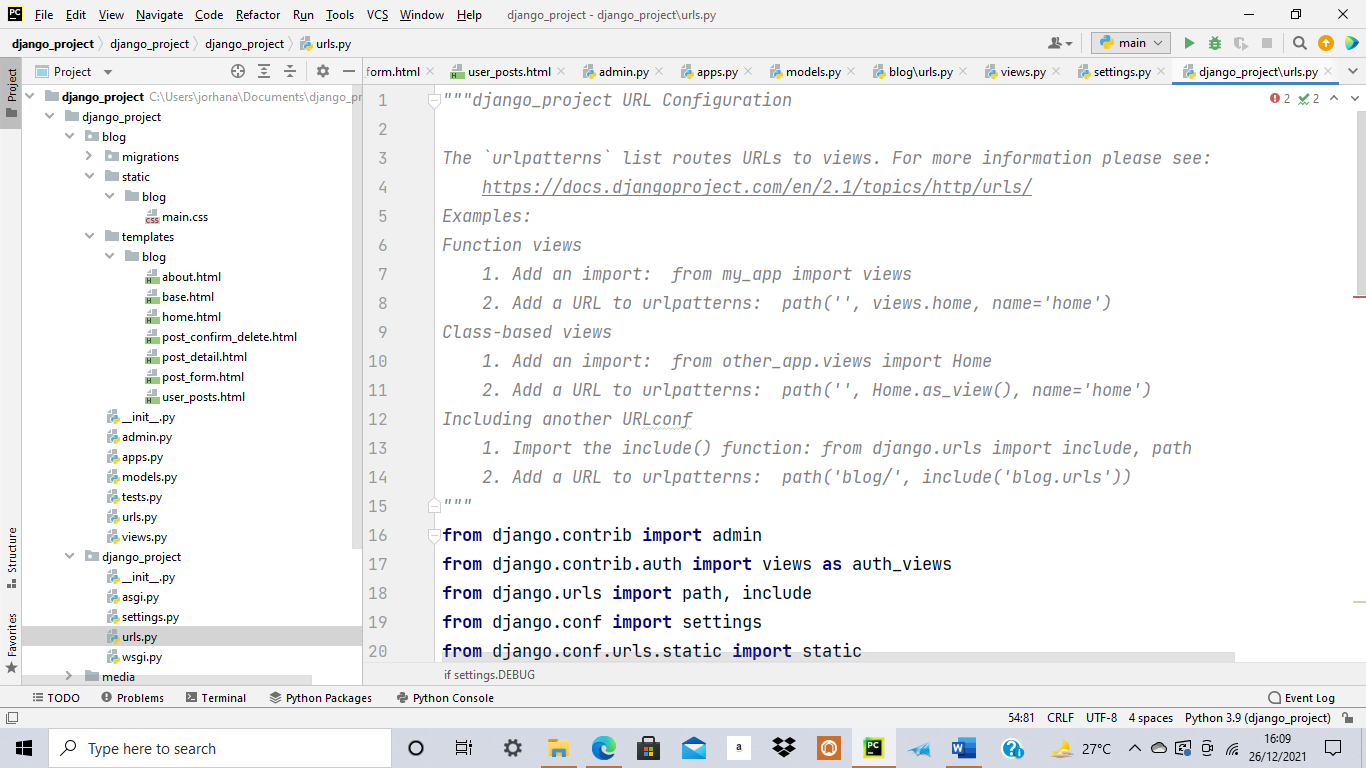 File Edit View Navigate Code Refactor Run Tools VCS Window Help django_project - django_project\urls.py
django_project django_project django_project urls.py main
Project form.html user_posts.html admin.py apps.py models.py blog\urls.py views.py settings.py django_project\urls.py
Project
Structure
Favorites
django_project C:\Users\jorhana\Documents\django_pr
django_project
blog
migrations
static
blog
main.css
templates
blog
about.html
base.html
home.html
post_confirm_delete.html
post_detail.html
post_form.html
user_posts.html
__init__.py
admin.py
apps.py
models.py
tests.py
urls.py
views.py
django_project
__init__.py
asgi.py
settings.py
urls.py
wsgi.py
media
2 2
1 """django_project URL Configuration
2
3 The `urlpatterns` list routes URLs to views. For more information please see:
4 https://docs.djangoproject.com/en/2.1/topics/http/urls/
5 Examples:
6 Function views
7 1. Add an import:  from my_app import views
8 2. Add a URL to urlpatterns:  path('', views.home, name='home')
9 Class-based views
10 1. Add an import:  from other_app.views import Home
11 2. Add a URL to urlpatterns:  path('', Home.as_view(), name='home')
12 Including another URLconf
13 1. Import the include() function: from django.urls import include, path
14 2. Add a URL to urlpatterns:  path('blog/', include('blog.urls'))
15 """
16 from django.contrib import admin
17 from django.contrib.auth import views as auth_views
18 from django.urls import path, include
19 from django.conf import settings
20 from django.conf.urls.static import static
if settings.DEBUG
TODO Problems Terminal Python Packages Python Console Event Log
54:81 CRLF UTF-8 4 spaces Python 3.9 (django_project)
Type here to search a PC W 27°C 16:09
26/12/2021